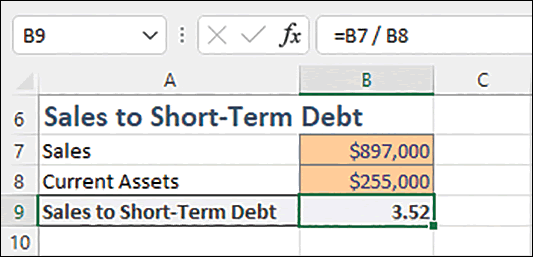 B9 fx =B7 / B8
A B C
6 Sales to Short-Term Debt
7 Sales $897,000
8 Current Assets $255,000
9 Sales to Short-Term Debt 3.52
10